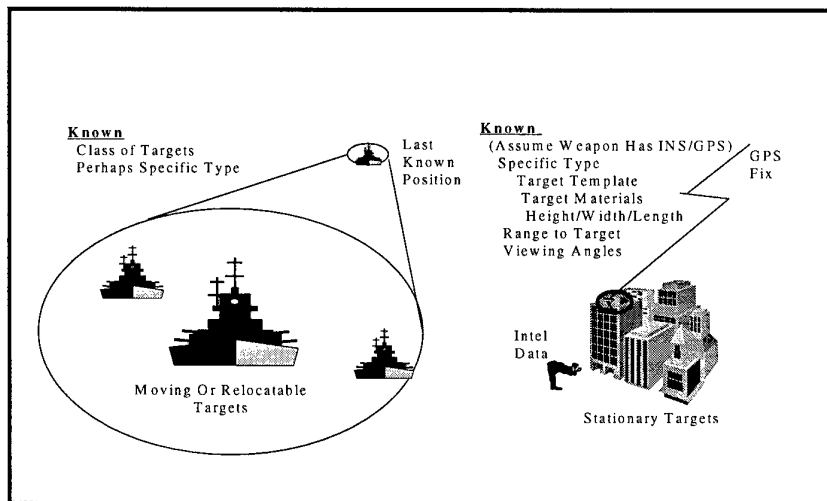 Known
Class of Targets
Perhaps Specific Type
Last
Known
Position
Moving Or Relocatable
Targets
Known
(Assume Weapon Has INS/GPS)
Specific Type
Target Template
Target Materials
Height/Width/Length
Range to Target
Viewing Angles
GPS
Fix
Intel
Data
Stationary Targets